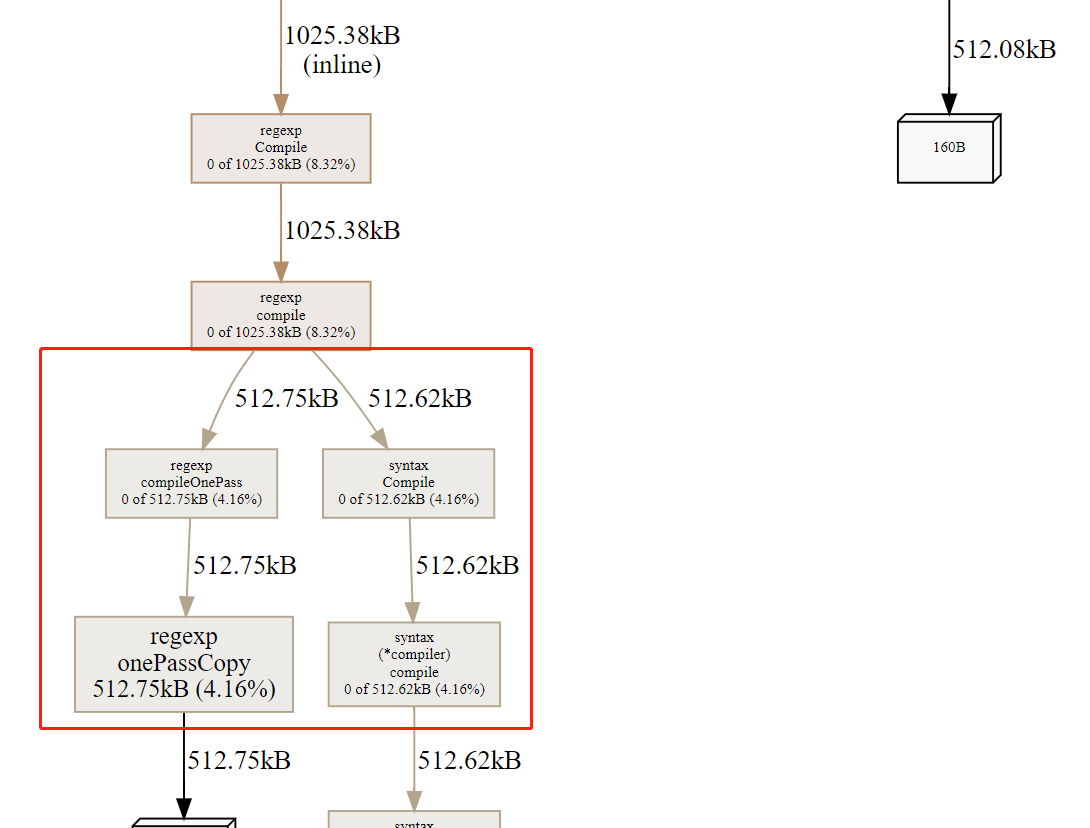 1025.38kB
(inline)
512.08kB
regexp
Compile
0 of 1025.38kB (8.32%)
160B
1025.38kB
regexp
compile
0 of 1025.38kB (8.32%)
512.75kB
512.62kB
regexp
compileOnePass
0 of 512.75kB (4.16%)
syntax
Compile
0 of 512.62kB (4.16%)
512.75kB
512.62kB
regexp
onePassCopy
512.75kB (4.16%)
syntax
(*compiler)
compile
0 of 512.62kB (4.16%)
512.75kB
512.62kB
syntax